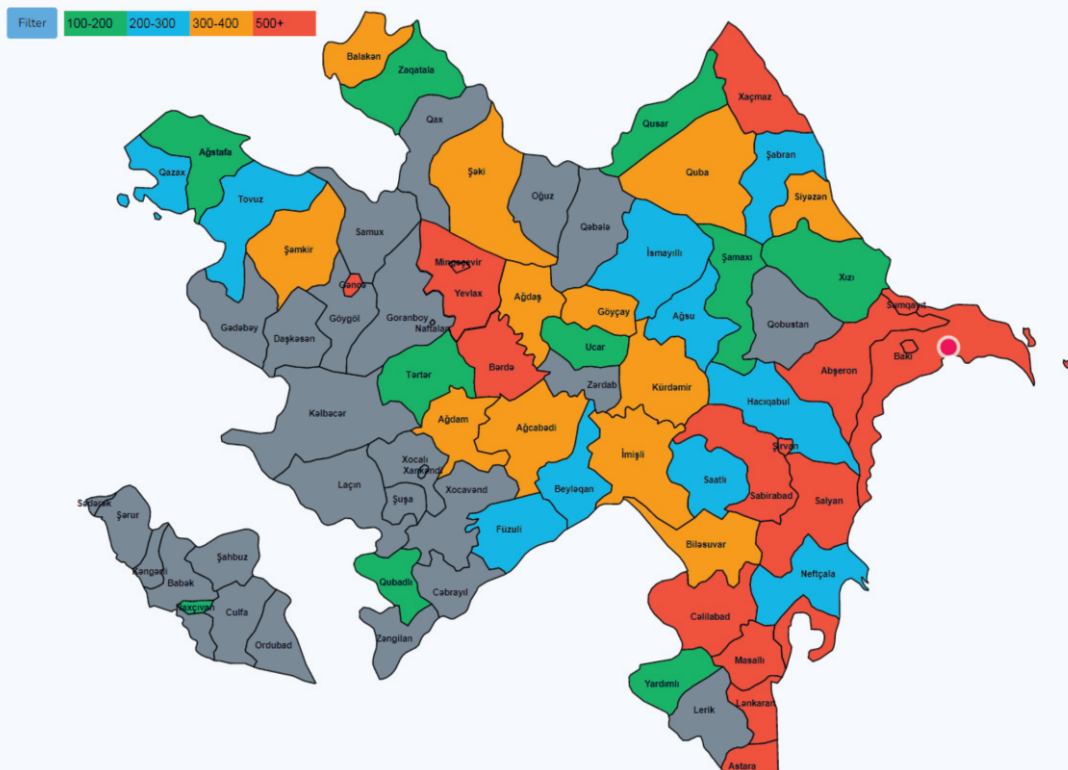 Filter
100-200
200-300
300-400
500+
Balakən
Zaqatala
Qax
Xaçmaz
Qusar
Ağstafa
Qazax
Şabran
Şəki
Quba
Oğuz
Siyəzən
Tovuz
Qəbələ
Samux
Şəmkir
İsmayıllı
Şamaxı
Mingəçevir
Xızı
Gəncə
Yevlax
Ağdaş
Sumqayıt
Göyçay
Goranboy
Göygöl
Ağsu
Qobustan
Gədəbəy
Naftalan
Daşkəsən
Ucar
Bakı
Bərdə
Abşeron
Tərtər
Zərdab
Kürdəmir
Hacıqabul
Kəlbəcər
Ağdam
Ağcabədi
Şirvan
İmişli
Xocalı
Xankəndi
Laçın
Xocavənd
Beyləqan
Saatlı
Sabirabad
Şuşa
Salyan
Sədərək
Şərur
Füzuli
Biləsuvar
Şahbuz
Kəngərli
Babək
Neftçala
Qubadlı
Cəbrayıl
Naxçıvan
Culfa
Cəlilabad
Zəngilan
Ordubad
Masallı
Yardımlı
Lənkəran
Lerik
Astara